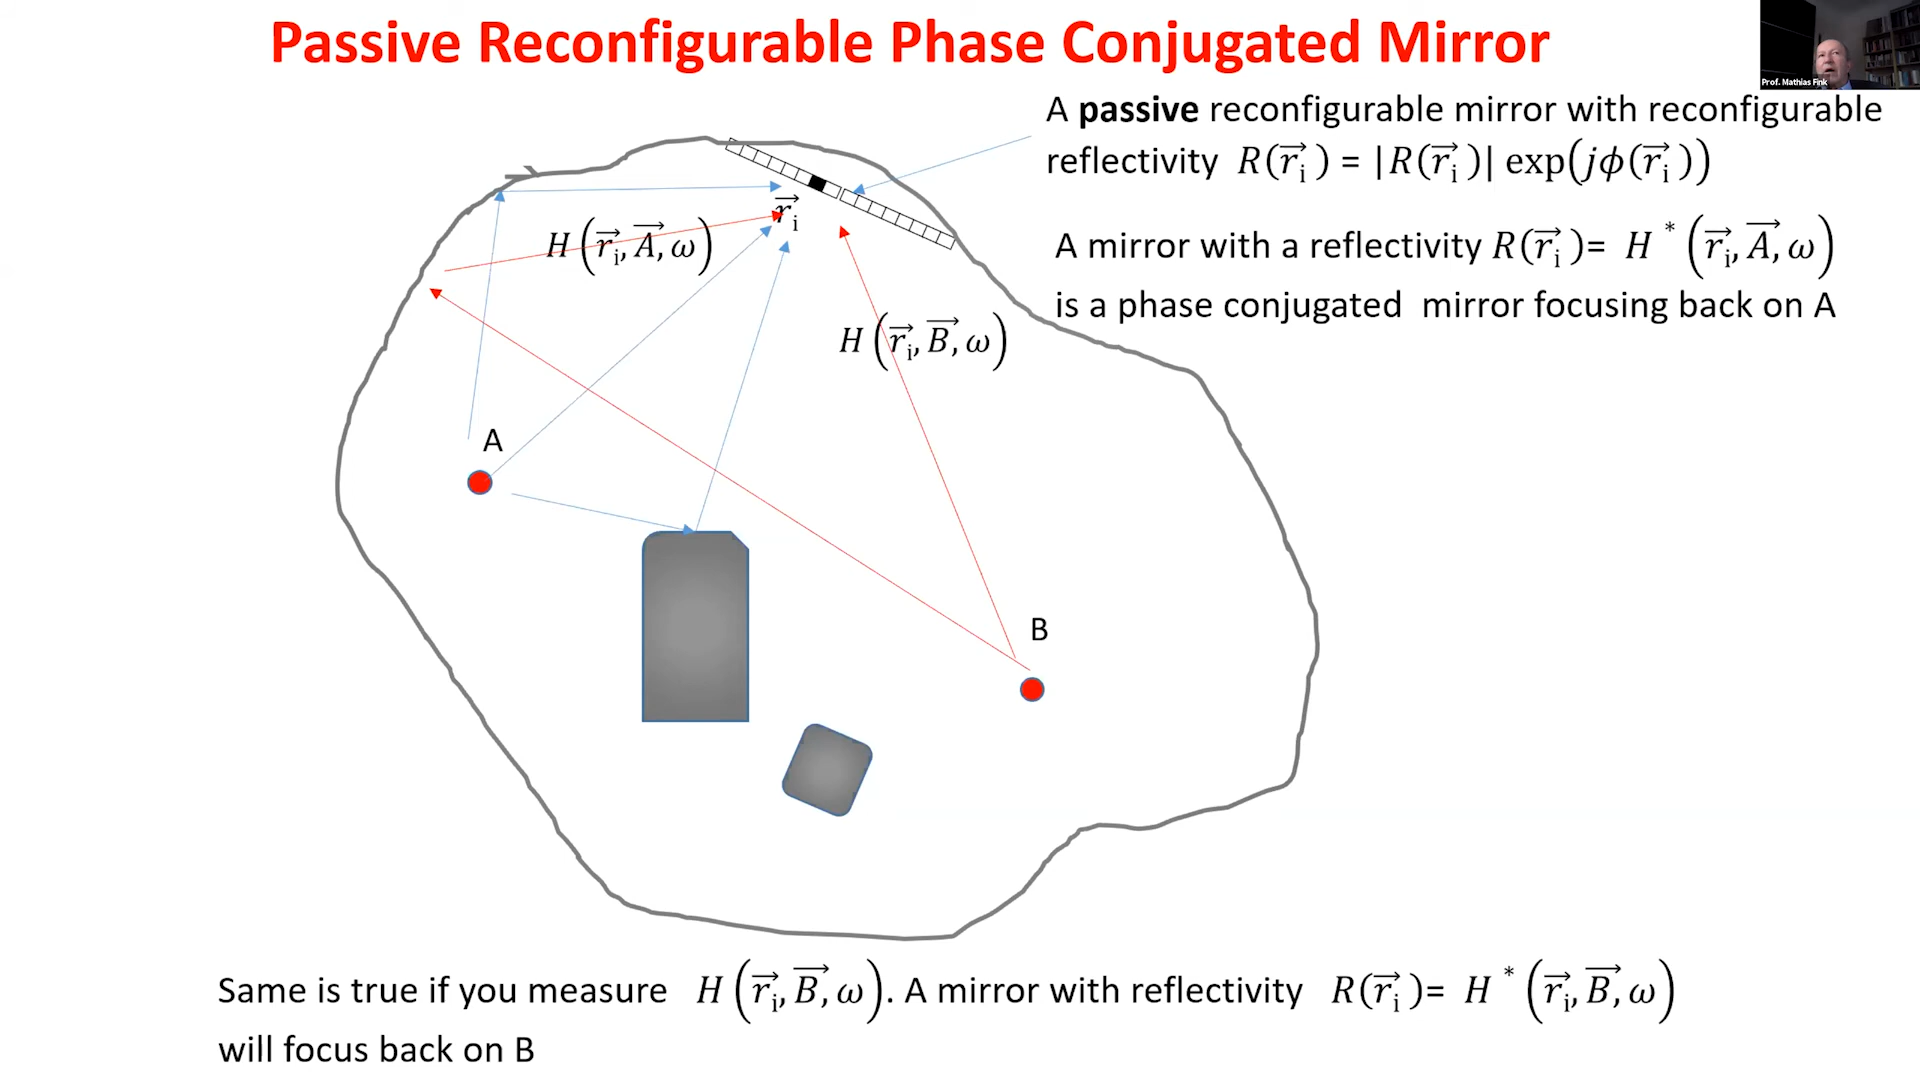 Passive Reconfigurable Phase Conjugated Mirror
Prof. Mathias Fink
A passive reconfigurable mirror with reconfigurable
reflectivity R(r⃗ᵢ) = |R(r⃗ᵢ)| exp(jϕ(r⃗ᵢ))
r⃗ᵢ
H(r⃗ᵢ, A⃗, ω)
A mirror with a reflectivity R(r⃗ᵢ)= H*(r⃗ᵢ, A⃗, ω)
is a phase conjugated mirror focusing back on A
H(r⃗ᵢ, B⃗, ω)
A
B
Same is true if you measure H(r⃗ᵢ, B⃗, ω). A mirror with reflectivity R(r⃗ᵢ)= H*(r⃗ᵢ, B⃗, ω)
will focus back on B